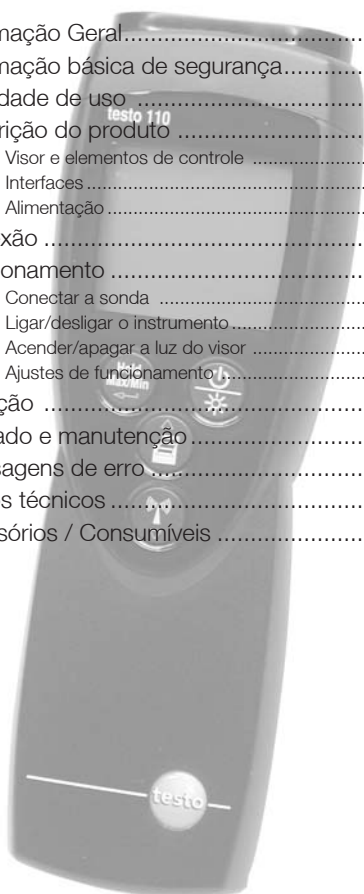 mação Geral
mação básica de segurança
dade de uso
testo 110
rição do produto
Visor e elementos de controle
Interfaces
Alimentação
xão
ionamento
Conectar a sonda
Ligar/desligar o instrumento
Acender/apagar a luz do visor
Ajustes de funcionamento
Hold
Max/Min
ção
ado e manutenção
sagens de erro
s técnicos
sórios / Consumíveis
testo